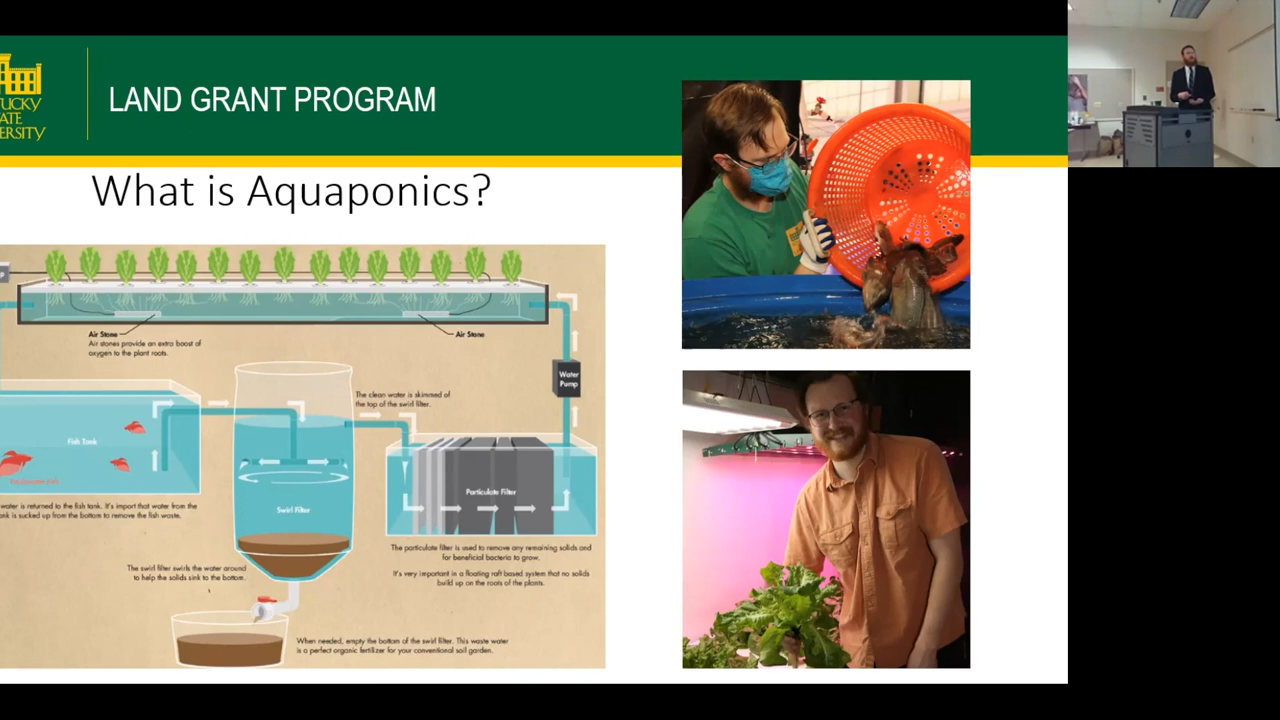 LAND GRANT PROGRAM
What is Aquaponics?
Air Stone
Air stones provide an extra boost of
oxygen to the plant roots.
Air Stone
Water
Pump
The clean water is skimmed of
the top of the swirl filter.
Fish Tank
Particulate Filter
Swirl Filter
water is returned to the fish tank. It's import that water from the
is sucked up from the bottom to remove the fish waste.
The particulate filter is used to remove any remaining solids and
for beneficial bacteria to grow.
The swirl filter swirls the water around
to help the solids sink to the bottom.
It's very important in a floating raft based system that no solids
build up on the roots of the plants.
When needed, empty the bottom of the swirl filter. This waste water
is a perfect organic fertilizer for your conventional soil garden.